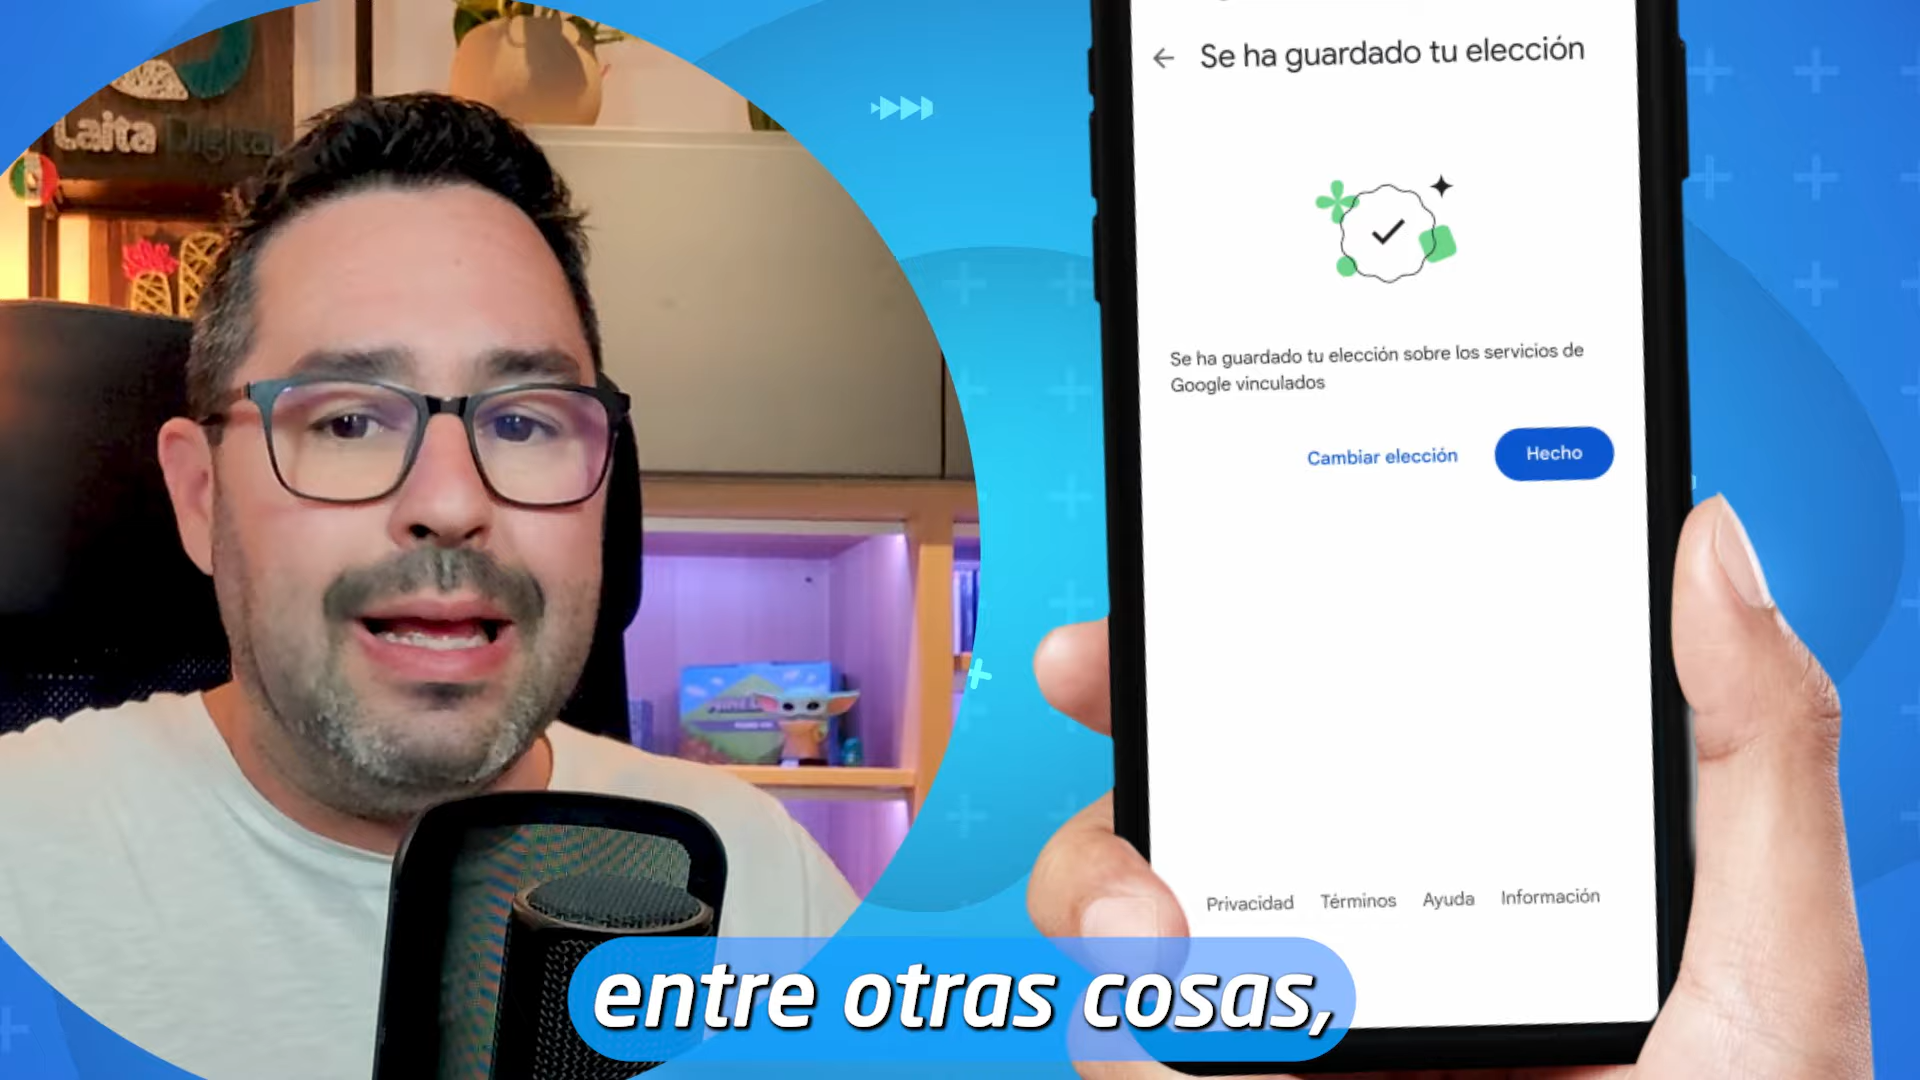 Laita Digital
Se ha guardado tu elección
Se ha guardado tu elección sobre los servicios de
Google vinculados
Cambiar elección
Hecho
Privacidad
Términos
Ayuda
Información
entre otras cosas,